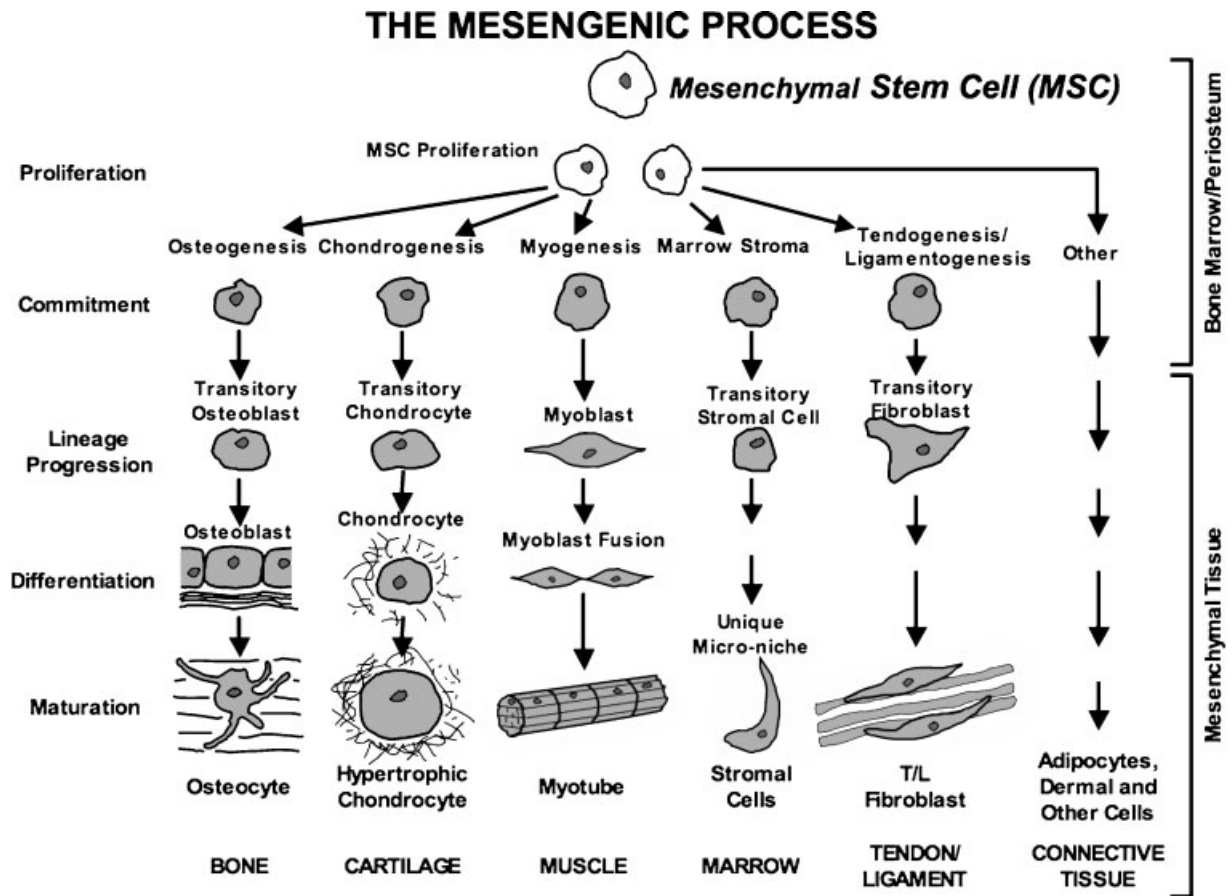 THE MESENGENIC PROCESS
Mesenchymal Stem Cell (MSC)
MSC Proliferation
Proliferation
Osteogenesis
Chondrogenesis
Myogenesis
Marrow Stroma
Tendogenesis/
Ligamentogenesis
Other
Commitment
Bone Marrow/Periosteum
Transitory
Osteoblast
Transitory
Chondrocyte
Myoblast
Transitory
Stromal Cell
Transitory
Fibroblast
Lineage
Progression
Osteoblast
Chondrocyte
Myoblast Fusion
Differentiation
Unique
Micro-niche
Maturation
Mesenchymal Tissue
Osteocyte
Hypertrophic
Chondrocyte
Myotube
Stromal
Cells
T/L
Fibroblast
Adipocytes,
Dermal and
Other Cells
BONE
CARTILAGE
MUSCLE
MARROW
TENDON/
LIGAMENT
CONNECTIVE
TISSUE